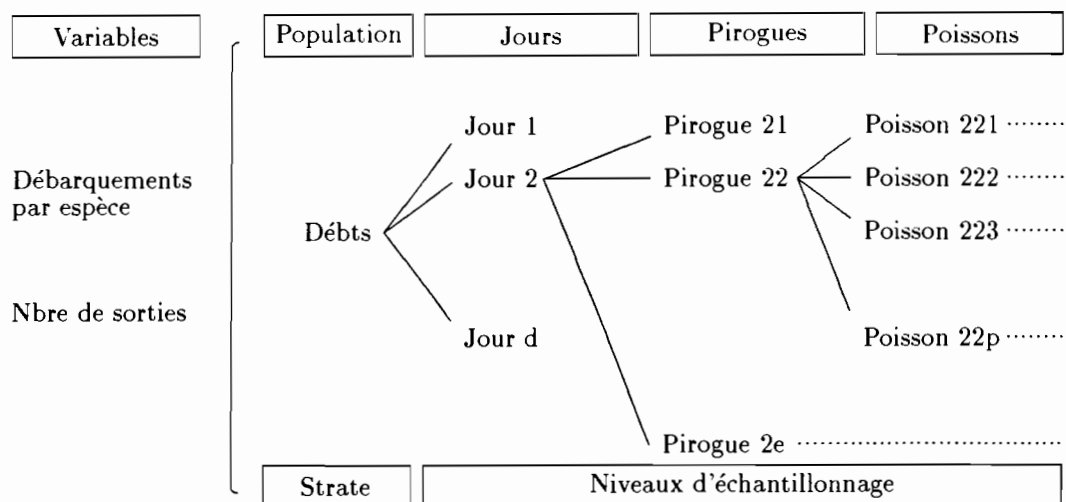 Variables Population Jours Pirogues Poissons
Jour 1 Pirogue 21 Poisson 221 ........
Débarquements
par espèce
Jour 2 Pirogue 22 Poisson 222 ........
Débts Poisson 223 ........
Nbre de sorties
Jour d Poisson 22p ........
Pirogue 2e ..................................
Strate Niveaux d'échantillonnage